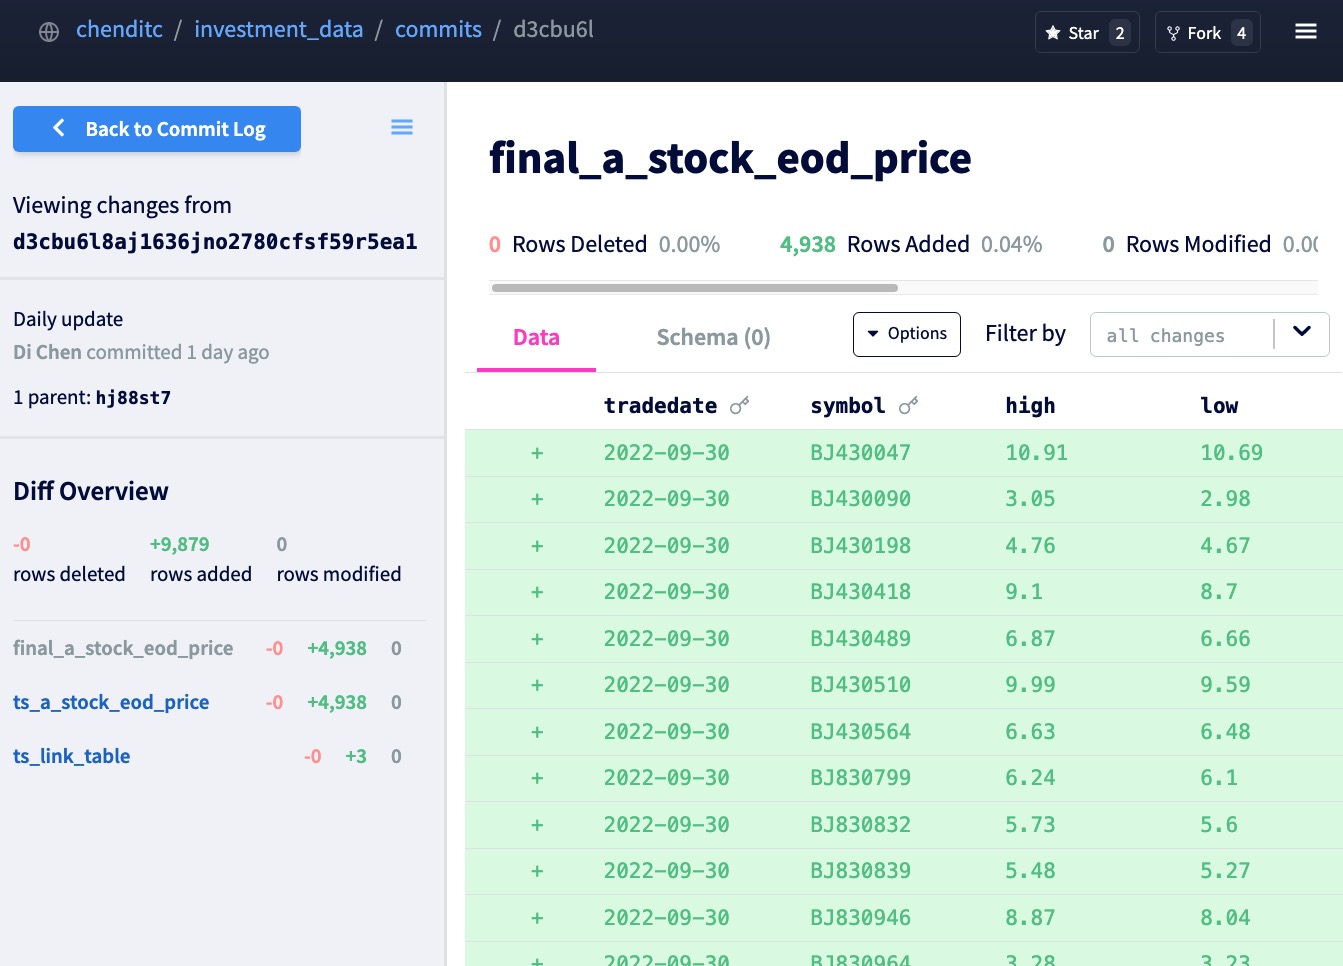 chenditc / investment_data / commits / d3cbu6l
Star 2
Fork 4
Back to Commit Log
Viewing changes from
d3cbu6l8aj1636jno2780cfsf59r5ea1
Daily update
Di Chen committed 1 day ago
1 parent: hj88st7
Diff Overview
-0 +9,879 0
rows deleted rows added rows modified
final_a_stock_eod_price -0 +4,938 0
ts_a_stock_eod_price -0 +4,938 0
ts_link_table -0 +3 0
final_a_stock_eod_price
0 Rows Deleted 0.00% 4,938 Rows Added 0.04% 0 Rows Modified 0.00
Data Schema (0) Options Filter by all changes
tradedate symbol high low
+ 2022-09-30 BJ430047 10.91 10.69
+ 2022-09-30 BJ430090 3.05 2.98
+ 2022-09-30 BJ430198 4.76 4.67
+ 2022-09-30 BJ430418 9.1 8.7
+ 2022-09-30 BJ430489 6.87 6.66
+ 2022-09-30 BJ430510 9.99 9.59
+ 2022-09-30 BJ430564 6.63 6.48
+ 2022-09-30 BJ830799 6.24 6.1
+ 2022-09-30 BJ830832 5.73 5.6
+ 2022-09-30 BJ830839 5.48 5.27
+ 2022-09-30 BJ830946 8.87 8.04
+ 2022-09-30 BJ830964 3.28 3.23